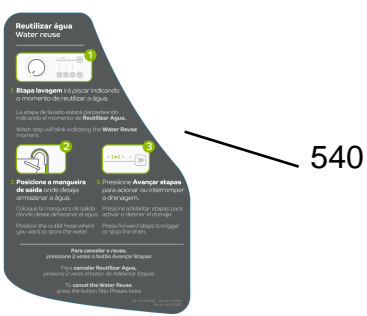 Reutilizar água
Water reuse
1
1. Etapa lavagem irá piscar indicando
o momento de reutilizar a água.
La etapa de lavado estará parpadeando
indicando el momento de Reutilizar Agua.
Wash step will blink indicating the Water Reuse
moment.
2
3
2. Posicione a mangueira
de saída onde deseja
armazenar a água.
Coloque la manguera de salida
donde desee almacenar el agua.
Position the outlet hose where
you want to store the water.
3. Pressione Avançar etapas
para acionar ou interromper
a drenagem.
Presione adelantar etapas para
activar o detener el drenaje.
Press forward steps to trigger
or stop the drain.
Para cancelar o reuso,
pressione 2 vezes o botão Avançar Etapas
Para cancelar Reutilizar Agua,
presione 2 veces el botón de Adelantar Etapas
To cancel the Water Reuse,
press the button Skip Phases twice
540